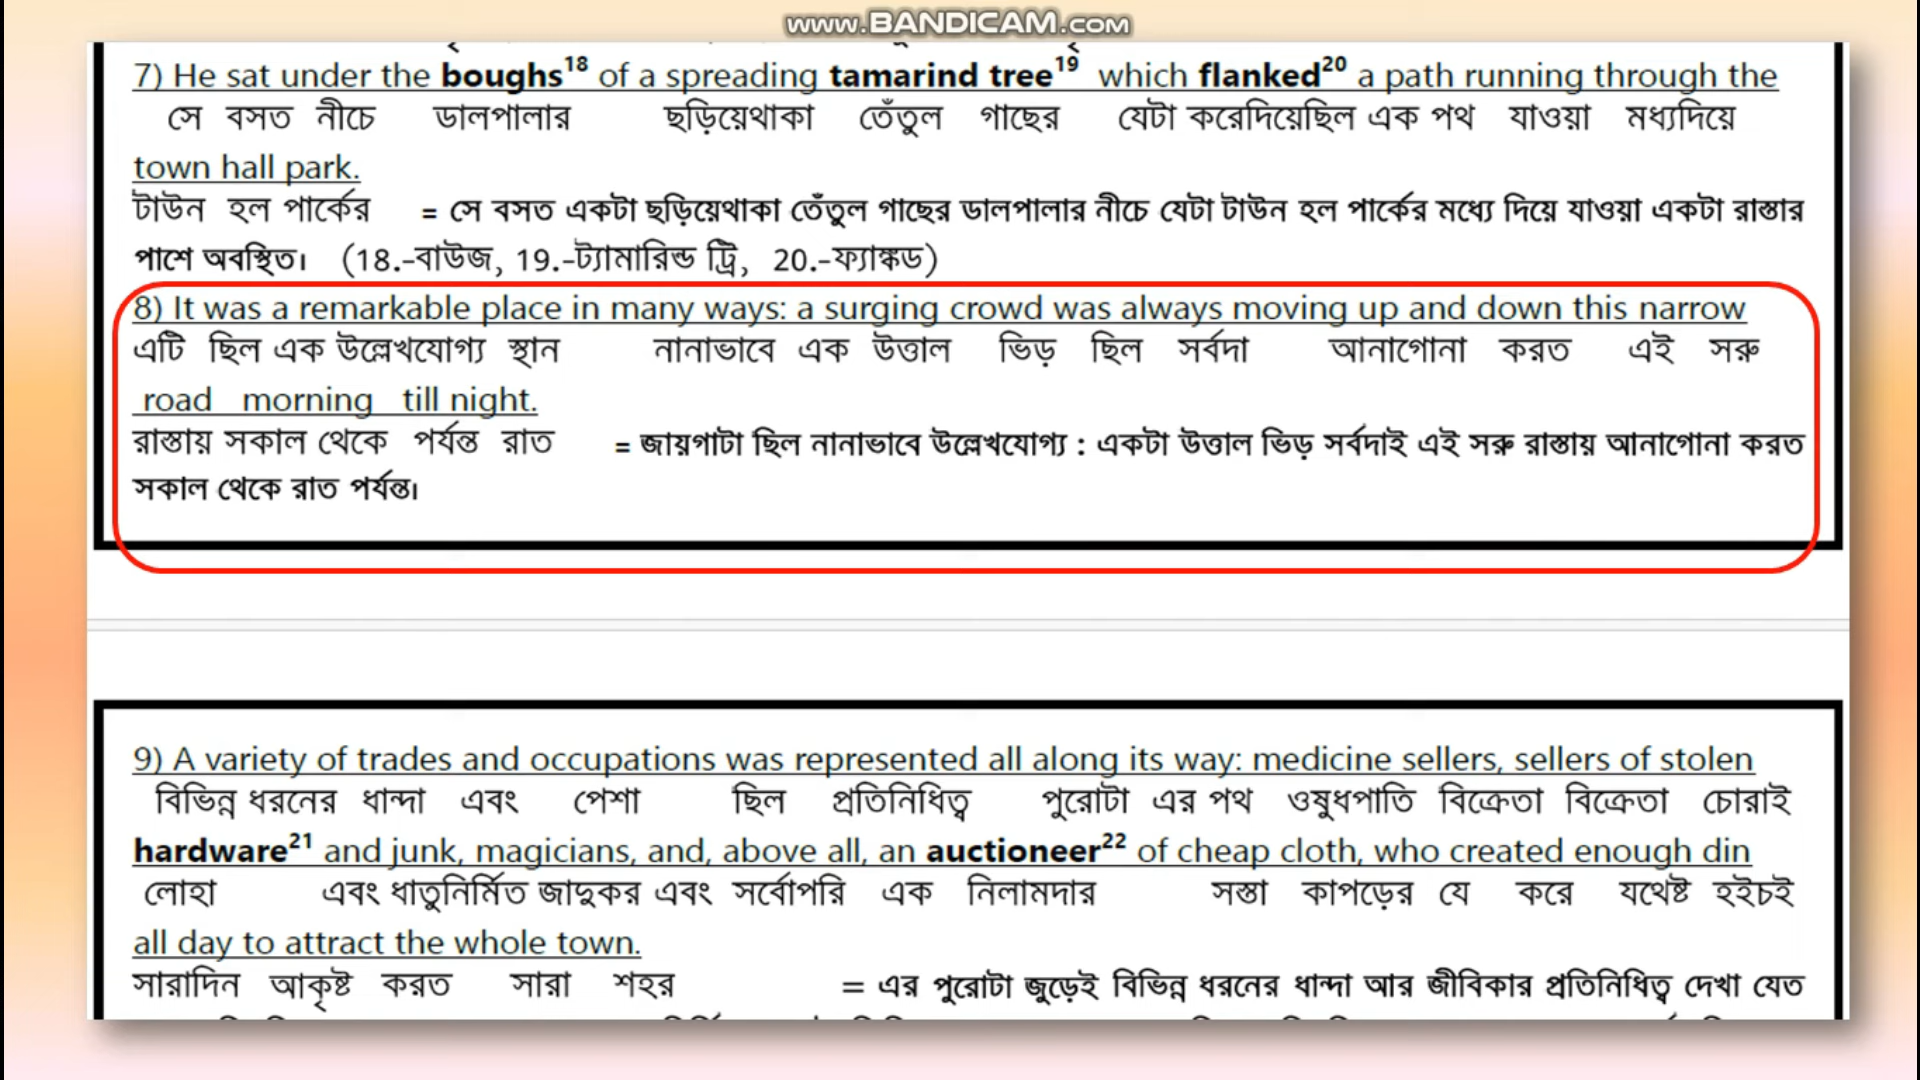 www.BANDICAM.com
7) He sat under the boughs18 of a spreading tamarind tree19 which flanked20 a path running through the
সে বসত নীচে ডালপালার ছড়িয়েথাকা তেঁতুল গাছের যেটা করেদিয়েছিল এক পথ যাওয়া মধ্যদিয়ে
town hall park.
টাউন হল পার্কের = সে বসত একটা ছড়িয়েথাকা তেঁতুল গাছের ডালপালার নীচে যেটা টাউন হল পার্কের মধ্যে দিয়ে যাওয়া একটা রাস্তার
পাশে অবস্থিত। (18.-বাউজ, 19.-ট্যামারিন্ড ট্রি, 20.-ফ্যাঙ্কড)
8) It was a remarkable place in many ways: a surging crowd was always moving up and down this narrow
এটি ছিল এক উল্লেখযোগ্য স্থান নানাভাবে এক উত্তাল ভিড় ছিল সর্বদা আনাগোনা করত এই সরু
road morning till night.
রাস্তায় সকাল থেকে পর্যন্ত রাত = জায়গাটা ছিল নানাভাবে উল্লেখযোগ্য : একটা উত্তাল ভিড় সর্বদাই এই সরু রাস্তায় আনাগোনা করত
সকাল থেকে রাত পর্যন্ত।
9) A variety of trades and occupations was represented all along its way: medicine sellers, sellers of stolen
বিভিন্ন ধরনের ধান্দা এবং পেশা ছিল প্রতিনিধিত্ব পুরোটা এর পথ ওষুধপাতি বিক্রেতা বিক্রেতা চোরাই
hardware21 and junk, magicians, and, above all, an auctioneer22 of cheap cloth, who created enough din
লোহা এবং ধাতুনির্মিত জাদুকর এবং সর্বোপরি এক নিলামদার সস্তা কাপড়ের যে করে যথেষ্ট হইচই
all day to attract the whole town.
সারাদিন আকৃষ্ট করত সারা শহর = এর পুরোটা জুড়েই বিভিন্ন ধরনের ধান্দা আর জীবিকার প্রতিনিধিত্ব দেখা যেত